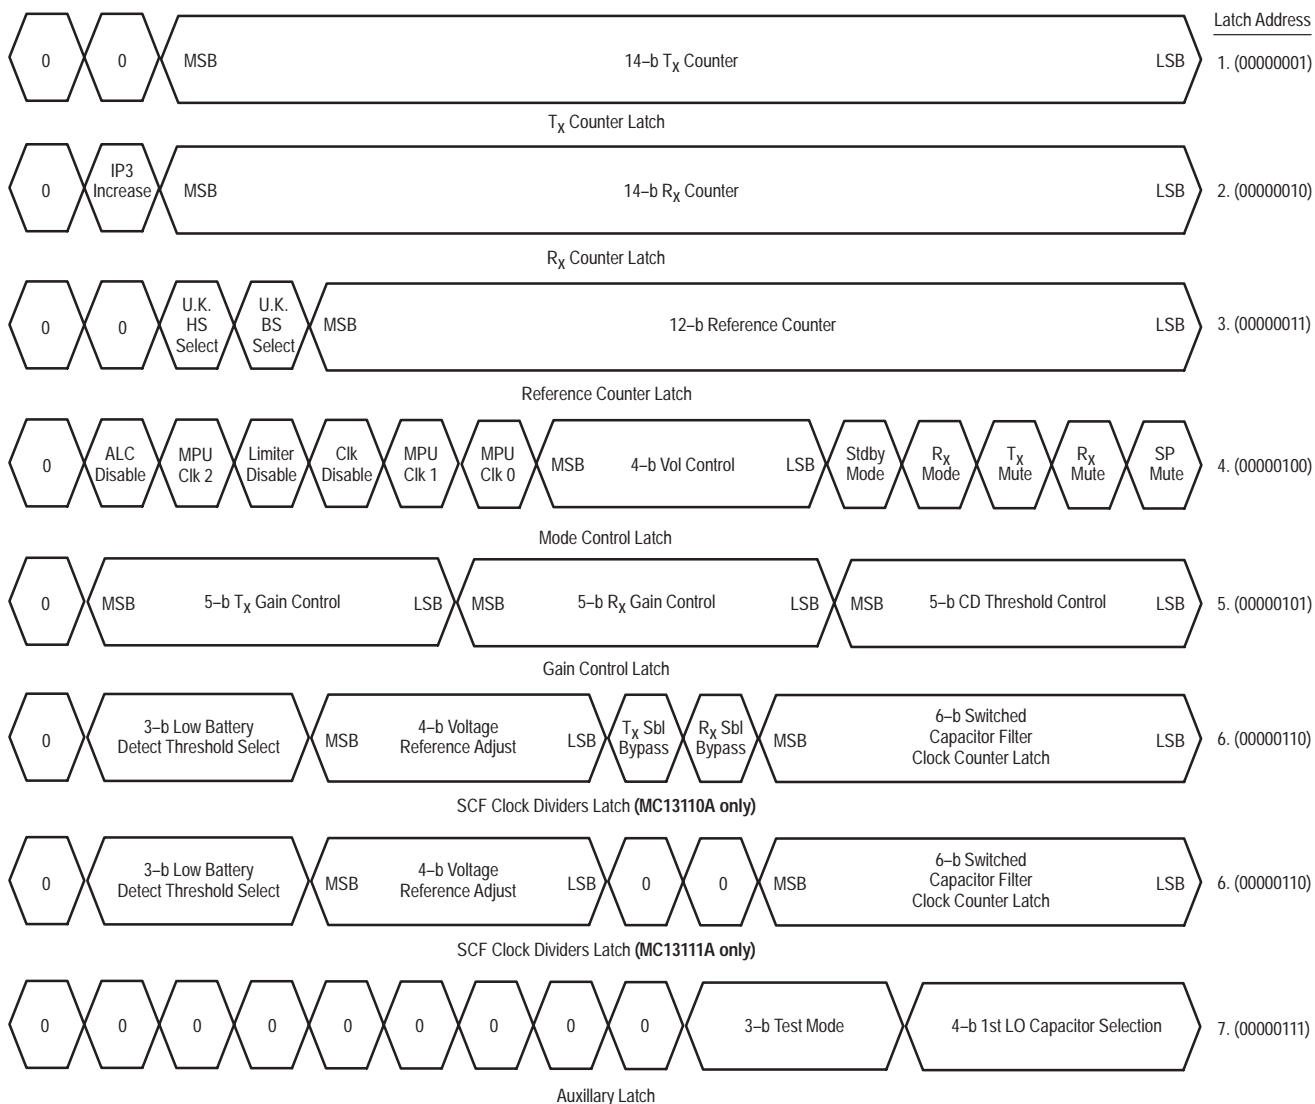 Latch Address
0 0 MSB 14–b TX Counter LSB 1. (00000001)
TX Counter Latch
0 IP3 Increase MSB 14–b RX Counter LSB 2. (00000010)
RX Counter Latch
0 0 U.K. HS Select U.K. BS Select MSB 12–b Reference Counter LSB 3. (00000011)
Reference Counter Latch
0 ALC Disable MPU Clk 2 Limiter Disable Clk Disable MPU Clk 1 MPU Clk 0 MSB 4–b Vol Control LSB Stdby Mode RX Mode TX Mute RX Mute SP Mute 4. (00000100)
Mode Control Latch
0 MSB 5–b TX Gain Control LSB MSB 5–b RX Gain Control LSB MSB 5–b CD Threshold Control LSB 5. (00000101)
Gain Control Latch
0 3–b Low Battery Detect Threshold Select MSB 4–b Voltage Reference Adjust LSB TX Sbl Bypass RX Sbl Bypass MSB 6–b Switched Capacitor Filter Clock Counter Latch LSB 6. (00000110)
SCF Clock Dividers Latch (MC13110A only)
0 3–b Low Battery Detect Threshold Select MSB 4–b Voltage Reference Adjust LSB 0 0 MSB 6–b Switched Capacitor Filter Clock Counter Latch LSB 6. (00000110)
SCF Clock Dividers Latch (MC13111A only)
0 0 0 0 0 0 0 0 0 3–b Test Mode 4–b 1st LO Capacitor Selection 7. (00000111)
Auxillary Latch